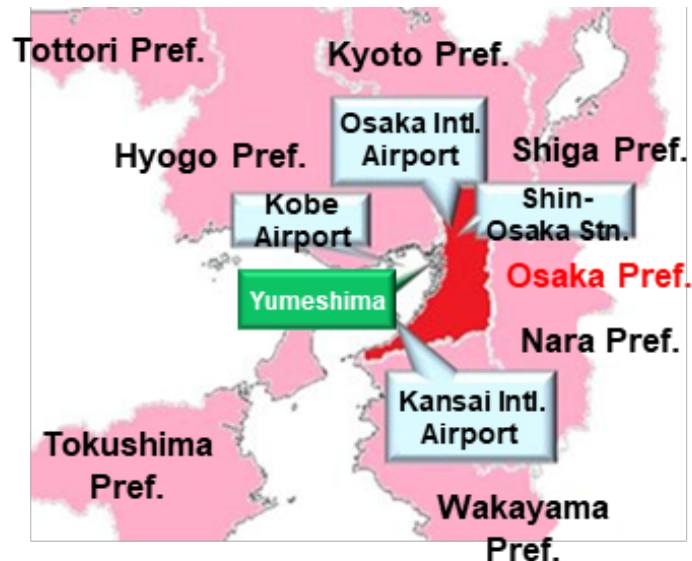 Tottori Pref.
Kyoto Pref.
Osaka Intl.
Airport
Hyogo Pref.
Shiga Pref.
Kobe
Airport
Shin-
Osaka Stn.
Yumeshima
Osaka Pref.
Nara Pref.
Kansai Intl.
Airport
Tokushima
Pref.
Wakayama
Pref.